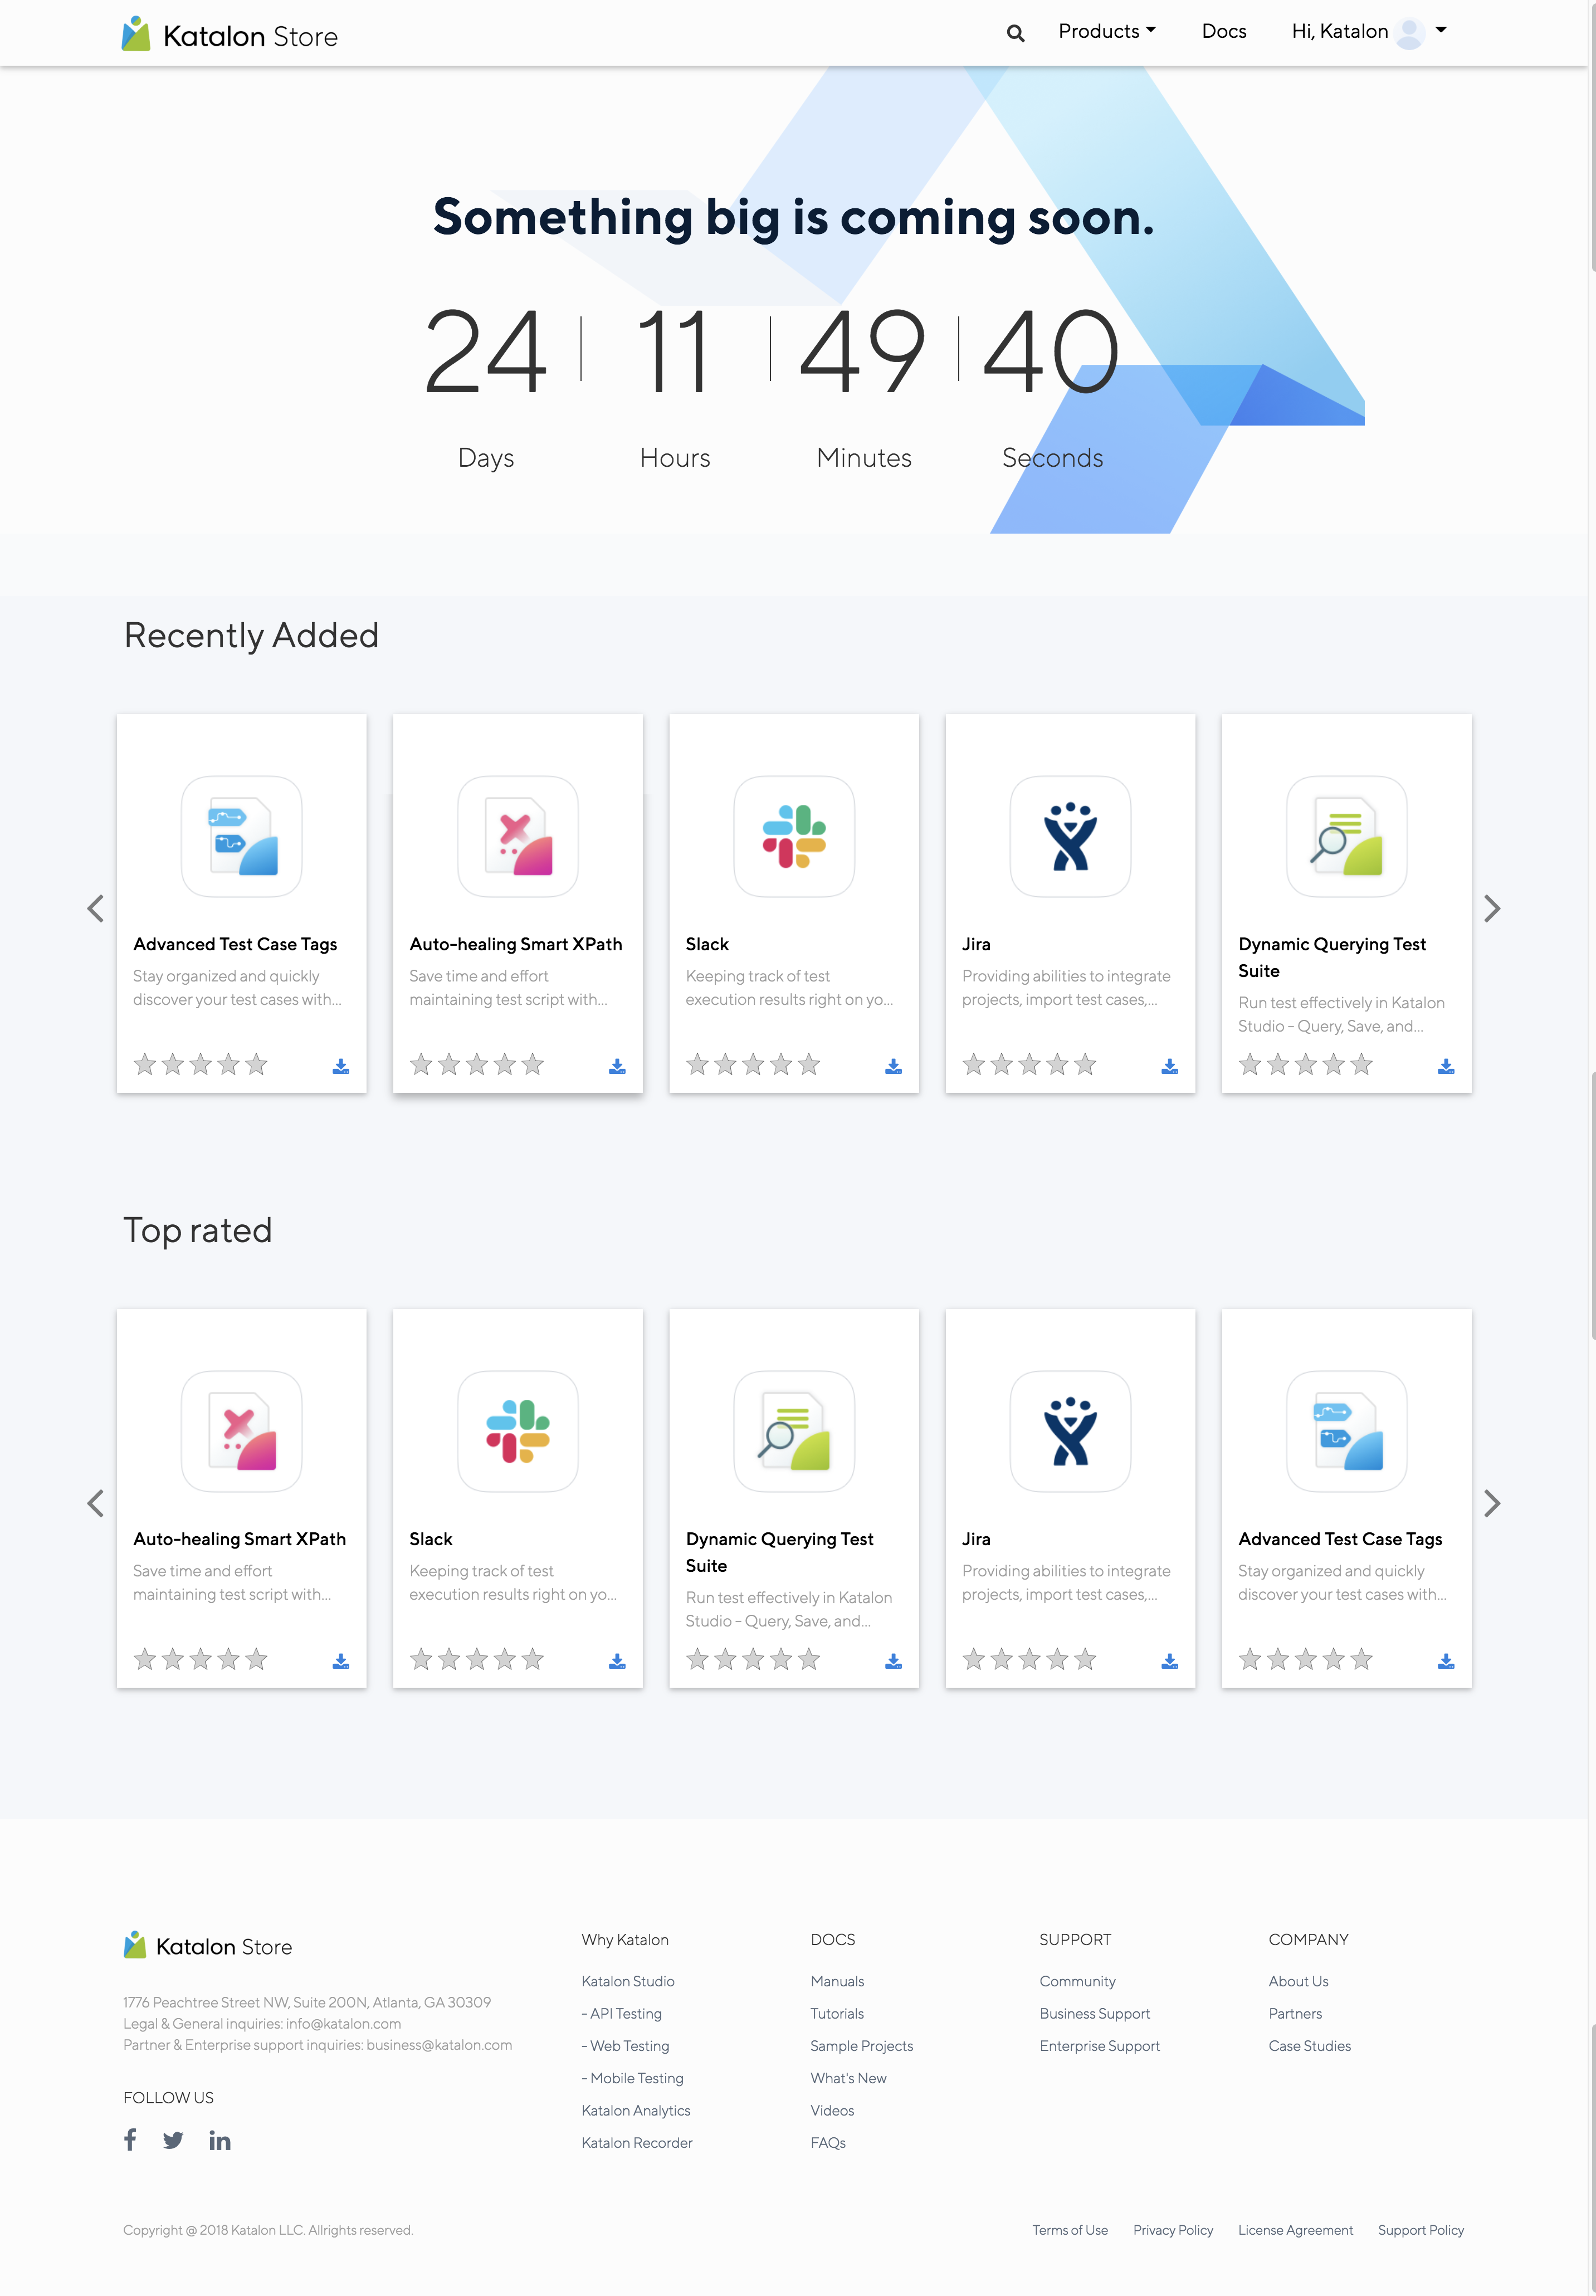 Katalon Store
Products
Docs
Hi, Katalon
Something big is coming soon.
24 11 49 40
Days Hours Minutes Seconds
Recently Added
Advanced Test Case Tags
Stay organized and quickly
discover your test cases with...
Auto-healing Smart XPath
Save time and effort
maintaining test script with...
Slack
Keeping track of test
execution results right on yo...
Jira
Providing abilities to integrate
projects, import test cases,...
Dynamic Querying Test
Suite
Run test effectively in Katalon
Studio - Query, Save, and...
Top rated
Auto-healing Smart XPath
Save time and effort
maintaining test script with...
Slack
Keeping track of test
execution results right on yo...
Dynamic Querying Test
Suite
Run test effectively in Katalon
Studio - Query, Save, and...
Jira
Providing abilities to integrate
projects, import test cases,...
Advanced Test Case Tags
Stay organized and quickly
discover your test cases with...
Katalon Store
1776 Peachtree Street NW, Suite 200N, Atlanta, GA 30309
Legal & General inquiries: info@katalon.com
Partner & Enterprise support inquiries: business@katalon.com
FOLLOW US
Why Katalon
Katalon Studio
- API Testing
- Web Testing
- Mobile Testing
Katalon Analytics
Katalon Recorder
DOCS
Manuals
Tutorials
Sample Projects
What's New
Videos
FAQs
SUPPORT
Community
Business Support
Enterprise Support
COMPANY
About Us
Partners
Case Studies
Copyright @ 2018 Katalon LLC. Allrights reserved.
Terms of Use
Privacy Policy
License Agreement
Support Policy